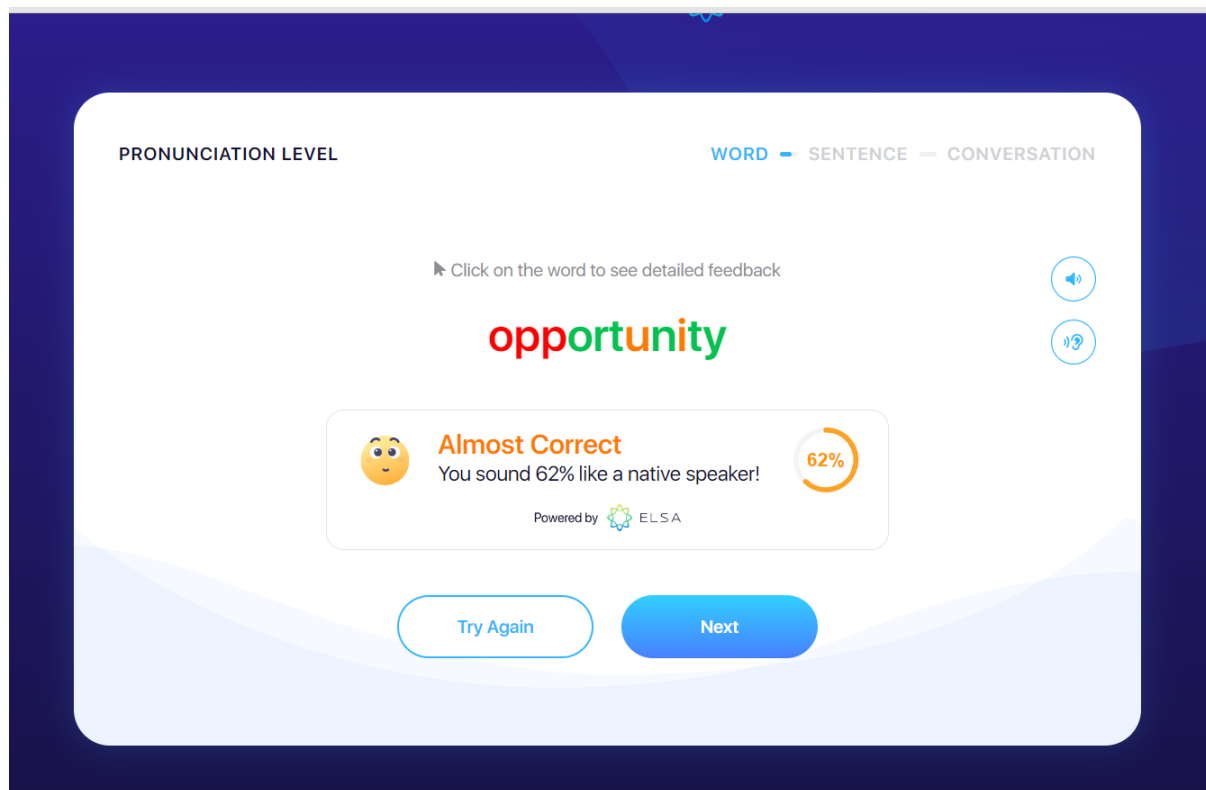 PRONUNCIATION LEVEL
WORD - SENTENCE - CONVERSATION
Click on the word to see detailed feedback
opportunity
Almost Correct
You sound 62% like a native speaker!
62%
Powered by ELSA
Try Again
Next